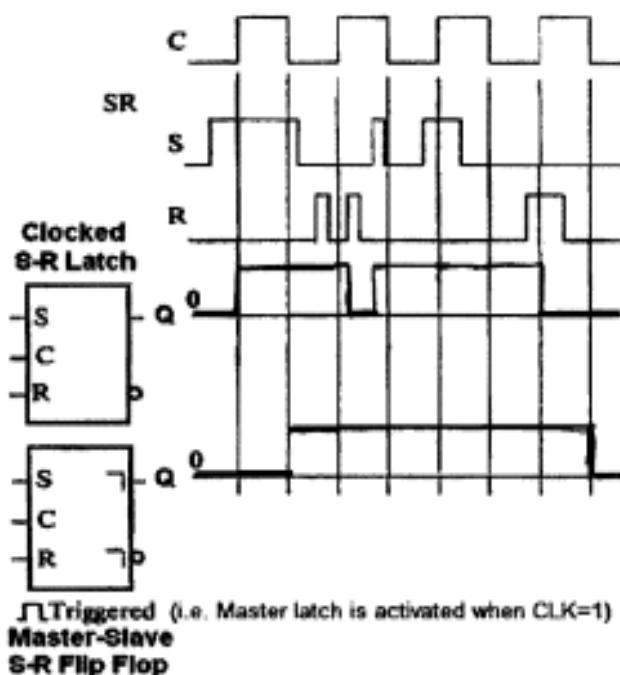 C
SR
S
R
Clocked
S-R Latch
0
S
Q
C
R
0
S
Q
C
R
Triggered (i.e. Master latch is activated when CLK=1)
Master-Slave
S-R Flip Flop